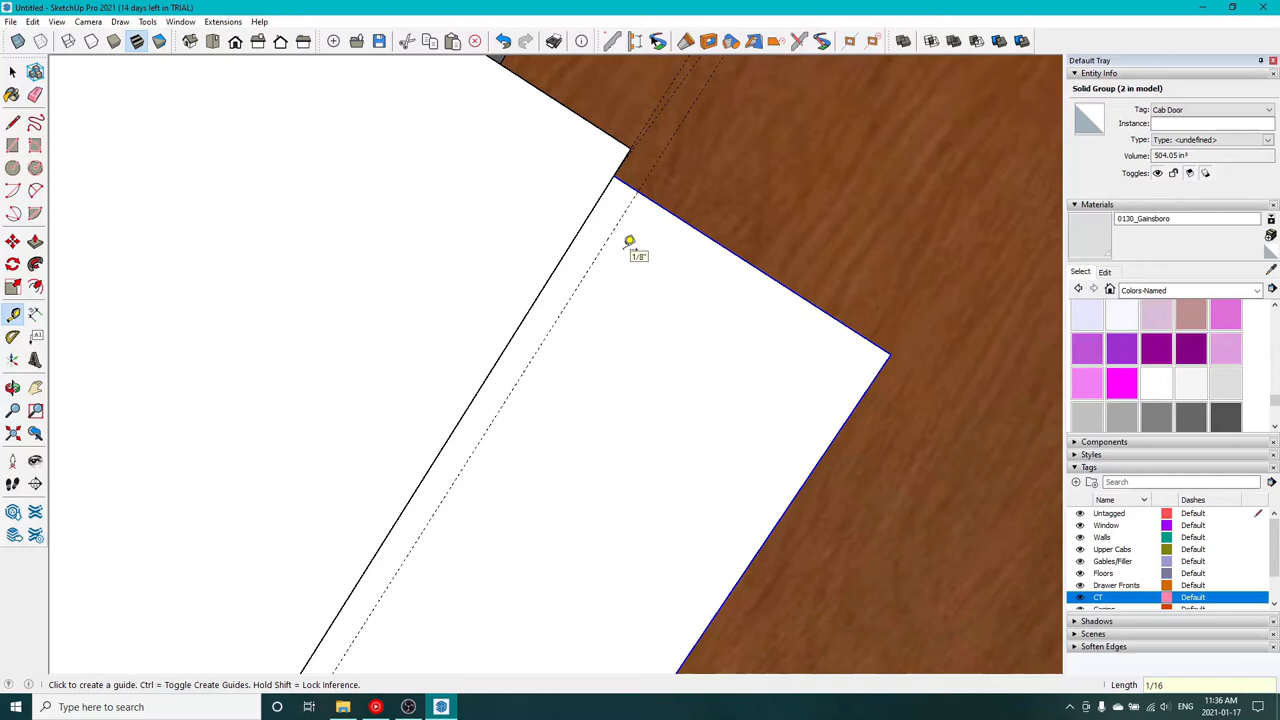 Untitled - SketchUp Pro 2021 (14 days left in TRIAL)
File Edit View Camera Draw Tools Window Extensions Help
Default Tray
Entity Info
Solid Group (2 in model)
Tag: Cab Door
Instance:
Type: Type: <undefined>
Volume: 504.05 in³
Toggles:
Materials
0130_Gainsboro
Select Edit
Colors-Named
Components
Styles
Tags
Search
Name Dashes
Untagged Default
Window Default
Walls Default
Upper Cabs Default
Gables/Filler Default
Floors Default
Drawer Fronts Default
CT Default
Shadows
Scenes
Soften Edges
1/8"
AI
Click to create a guide. Ctrl = Toggle Create Guides. Hold Shift = Lock Inference.
Length 1/16
Type here to search
11:36 AM
2021-01-17